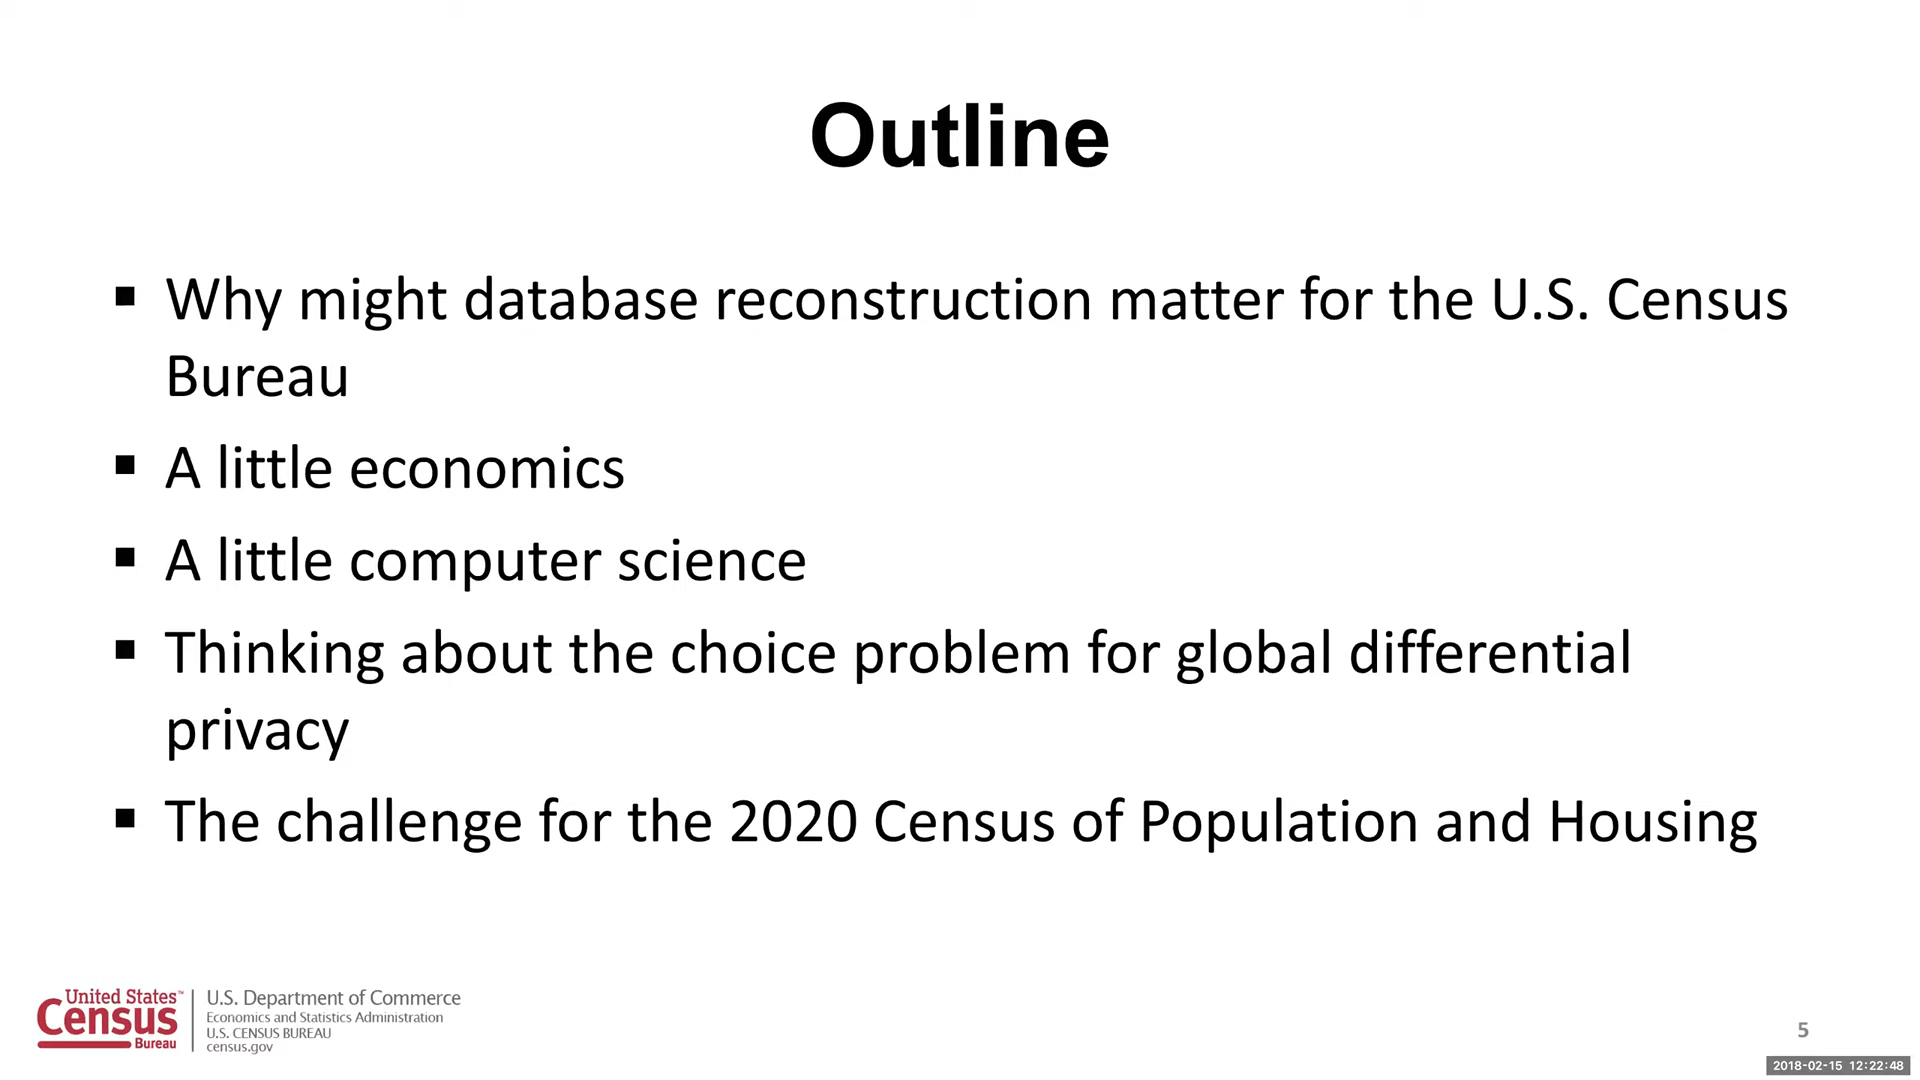 Outline
▪ Why might database reconstruction matter for the U.S. Census
Bureau
▪ A little economics
▪ A little computer science
▪ Thinking about the choice problem for global differential
privacy
▪ The challenge for the 2020 Census of Population and Housing
United States™
Census
Bureau
U.S. Department of Commerce
Economics and Statistics Administration
U.S. CENSUS BUREAU
census.gov
5
2018-02-15 12:22:48